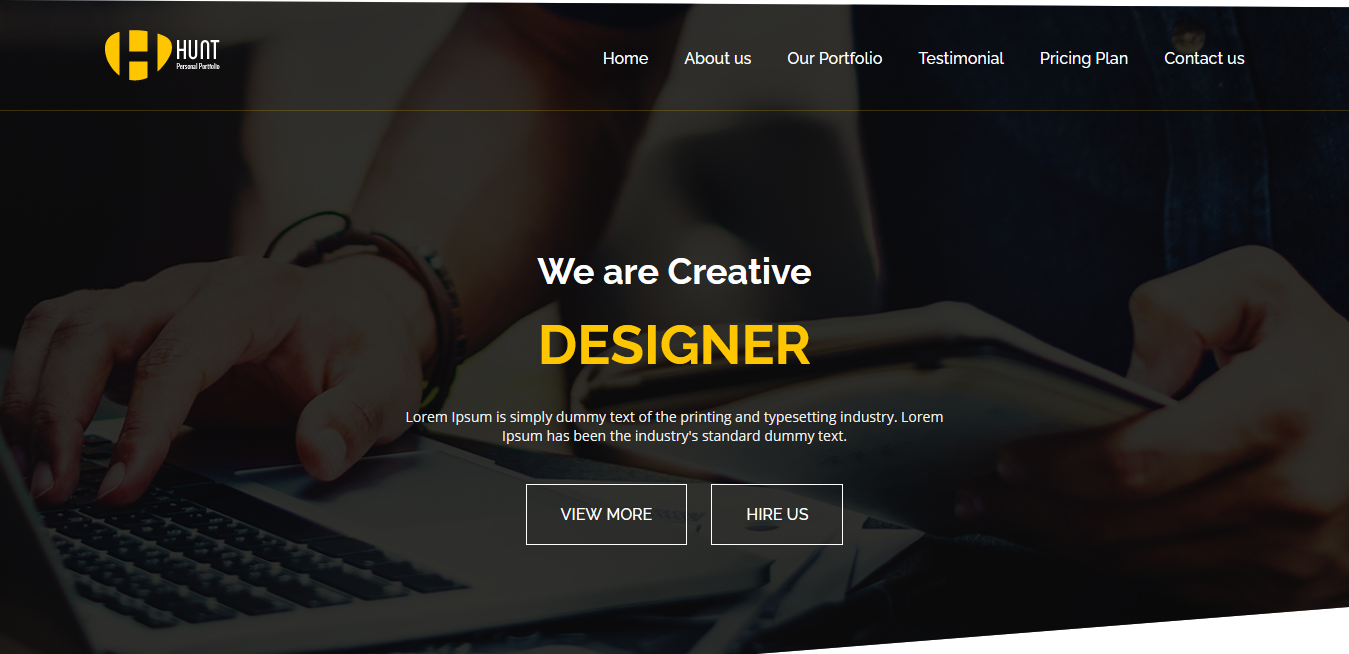 HUNT
Personal Portfolio
Home About us Our Portfolio Testimonial Pricing Plan Contact us
We are Creative
DESIGNER
Lorem Ipsum is simply dummy text of the printing and typesetting industry. Lorem
Ipsum has been the industry's standard dummy text.
VIEW MORE HIRE US